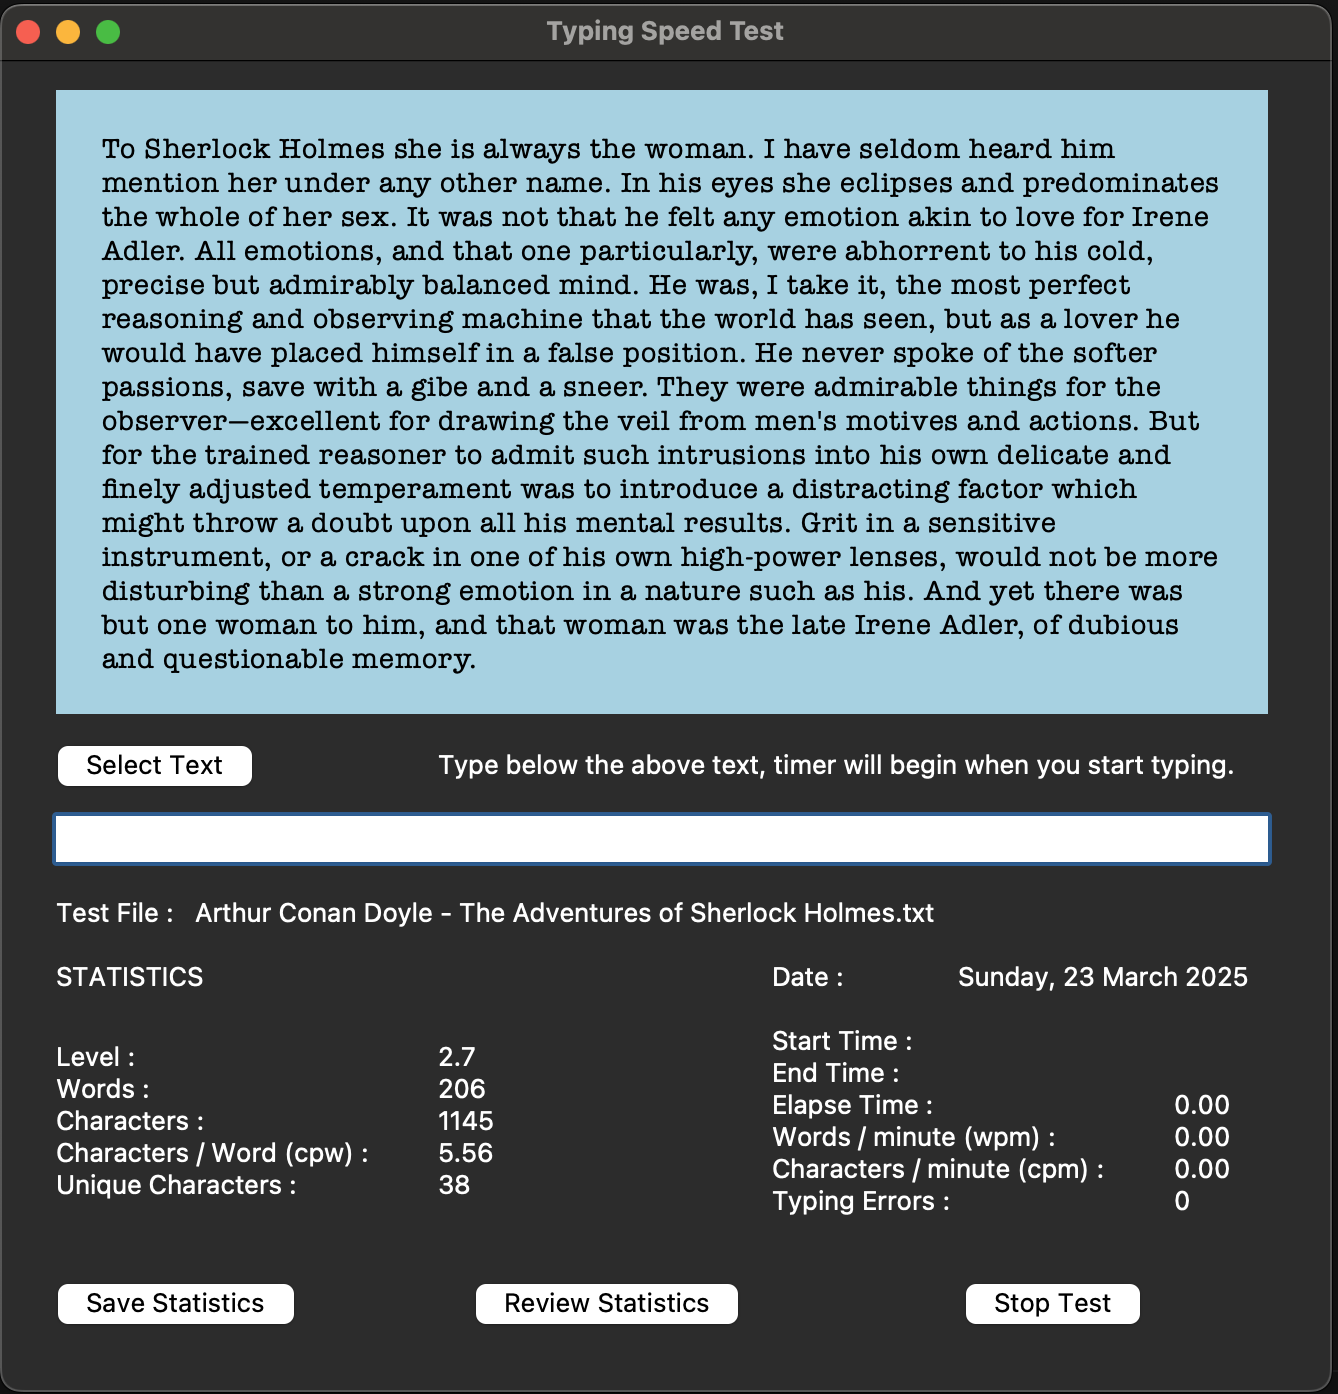 Typing Speed Test
To Sherlock Holmes she is always the woman. I have seldom heard him
mention her under any other name. In his eyes she eclipses and predominates
the whole of her sex. It was not that he felt any emotion akin to love for Irene
Adler. All emotions, and that one particularly, were abhorrent to his cold,
precise but admirably balanced mind. He was, I take it, the most perfect
reasoning and observing machine that the world has seen, but as a lover he
would have placed himself in a false position. He never spoke of the softer
passions, save with a gibe and a sneer. They were admirable things for the
observer—excellent for drawing the veil from men's motives and actions. But
for the trained reasoner to admit such intrusions into his own delicate and
finely adjusted temperament was to introduce a distracting factor which
might throw a doubt upon all his mental results. Grit in a sensitive
instrument, or a crack in one of his own high-power lenses, would not be more
disturbing than a strong emotion in a nature such as his. And yet there was
but one woman to him, and that woman was the late Irene Adler, of dubious
and questionable memory.
Select Text
Type below the above text, timer will begin when you start typing.
Test File : Arthur Conan Doyle - The Adventures of Sherlock Holmes.txt
STATISTICS
Level : 2.7
Words : 206
Characters : 1145
Characters / Word (cpw) : 5.56
Unique Characters : 38
Date : Sunday, 23 March 2025
Start Time :
End Time :
Elapse Time : 0.00
Words / minute (wpm) : 0.00
Characters / minute (cpm) : 0.00
Typing Errors : 0
Save Statistics
Review Statistics
Stop Test